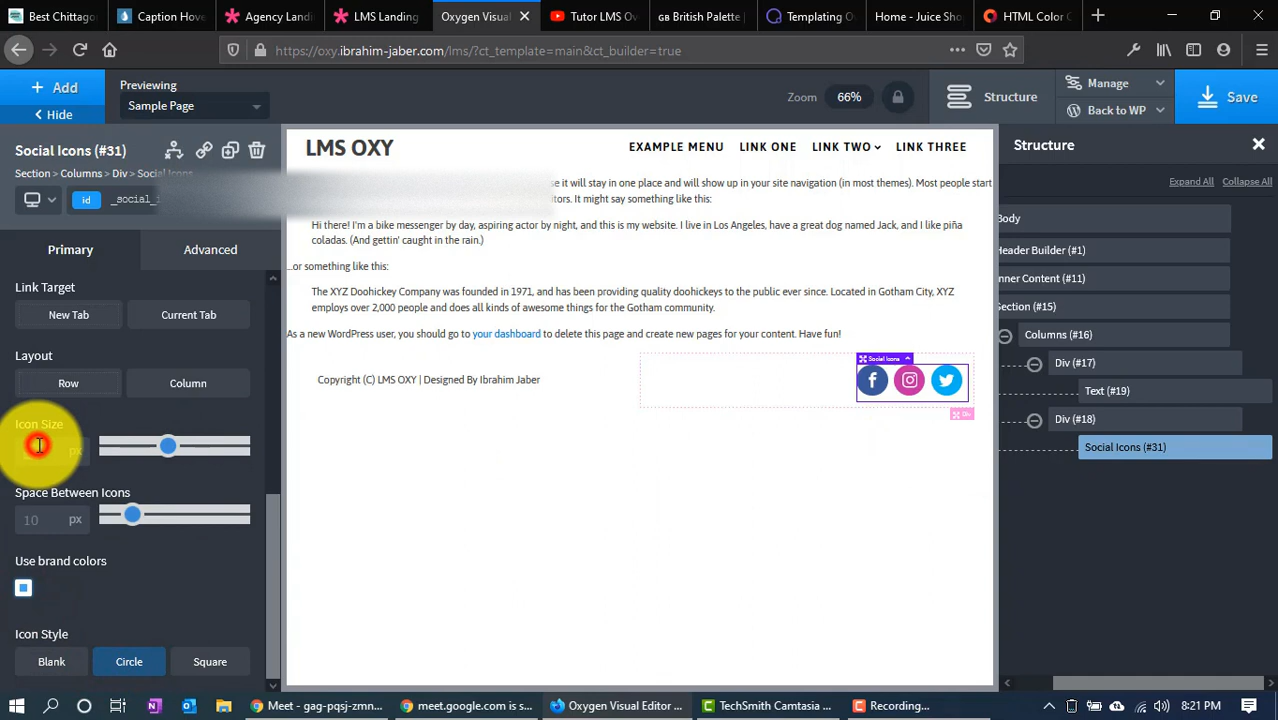 Best Chittagon
Caption Hove
Agency Landi
LMS Landing
Oxygen Visual
Tutor LMS Ov
GB British Palette |
Templating Ov
Home - Juice Sho
HTML Color C
https://oxy.ibrahim-jaber.com/lms/?ct_template=main&ct_builder=true
Add
Hide
Previewing
Sample Page
Zoom
66%
Structure
Manage
Back to WP
Save
Social Icons (#31)
Section > Columns > Div > Social Icons
id
_social_i
Primary
Advanced
Link Target
New Tab
Current Tab
Layout
Row
Column
Icon Size
px
Space Between Icons
10
px
Use brand colors
Icon Style
Blank
Circle
Square
LMS OXY
EXAMPLE MENU
LINK ONE
LINK TWO
LINK THREE
it will stay in one place and will show up in your site navigation (in most themes). Most people start
It might say something like this:
Hi there! I'm a bike messenger by day, aspiring actor by night, and this is my website. I live in Los Angeles, have a great dog named Jack, and I like piña
coladas. (And gettin' caught in the rain.)
...or something like this:
The XYZ Doohickey Company was founded in 1971, and has been providing quality doohickeys to the public ever since. Located in Gotham City, XYZ
employs over 2,000 people and does all kinds of awesome things for the Gotham community.
As a new WordPress user, you should go to your dashboard to delete this page and create new pages for your content. Have fun!
Social Icons
Copyright (C) LMS OXY | Designed By Ibrahim Jaber
Div
Structure
Expand All
Collapse All
Body
Header Builder (#1)
nner Content (#11)
Section (#15)
Columns (#16)
Div (#17)
Text (#19)
Div (#18)
Social Icons (#31)
Meet - gag-pqsj-zmn...
meet.google.com is s...
Oxygen Visual Editor ...
TechSmith Camtasia ...
Recording...
8:21 PM